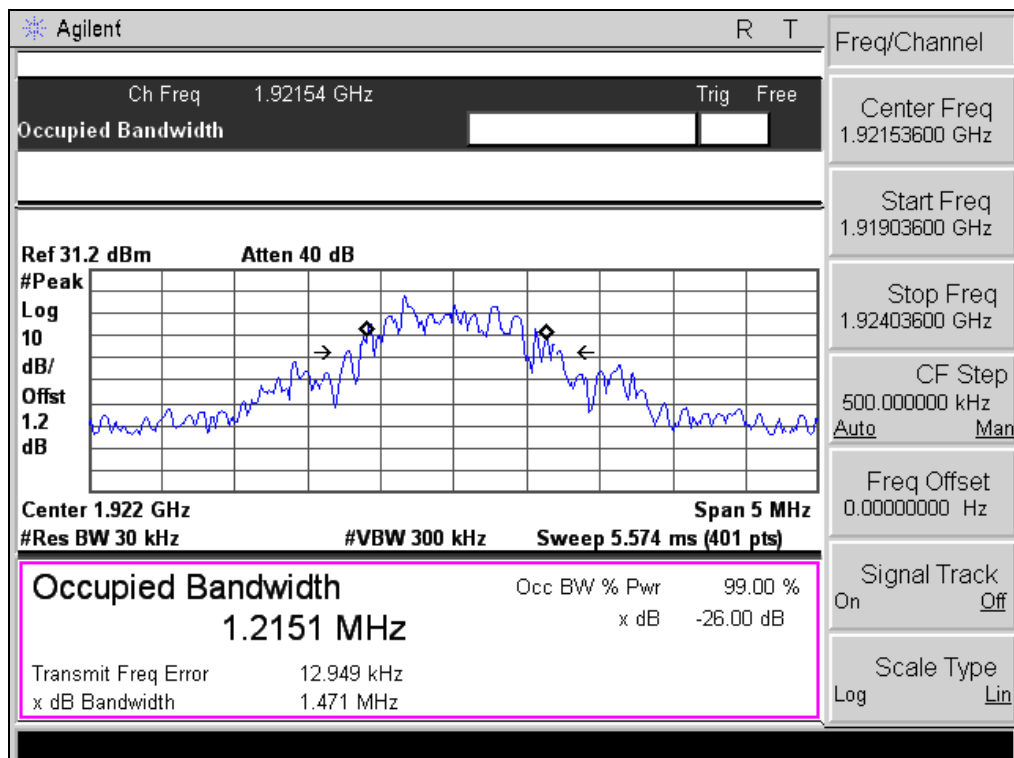 Agilent R T
Ch Freq 1.92154 GHz Trig Free
Occupied Bandwidth
Ref 31.2 dBm Atten 40 dB
#Peak
Log
10
dB/
Offst
1.2
dB
Center 1.922 GHz Span 5 MHz
#Res BW 30 kHz #VBW 300 kHz Sweep 5.574 ms (401 pts)
Occupied Bandwidth
1.2151 MHz
Occ BW % Pwr 99.00 %
x dB -26.00 dB
Transmit Freq Error 12.949 kHz
x dB Bandwidth 1.471 MHz
Freq/Channel
Center Freq
1.92153600 GHz
Start Freq
1.91903600 GHz
Stop Freq
1.92403600 GHz
CF Step
500.000000 kHz
Auto Man
Freq Offset
0.00000000 Hz
Signal Track
On Off
Scale Type
Log Lin